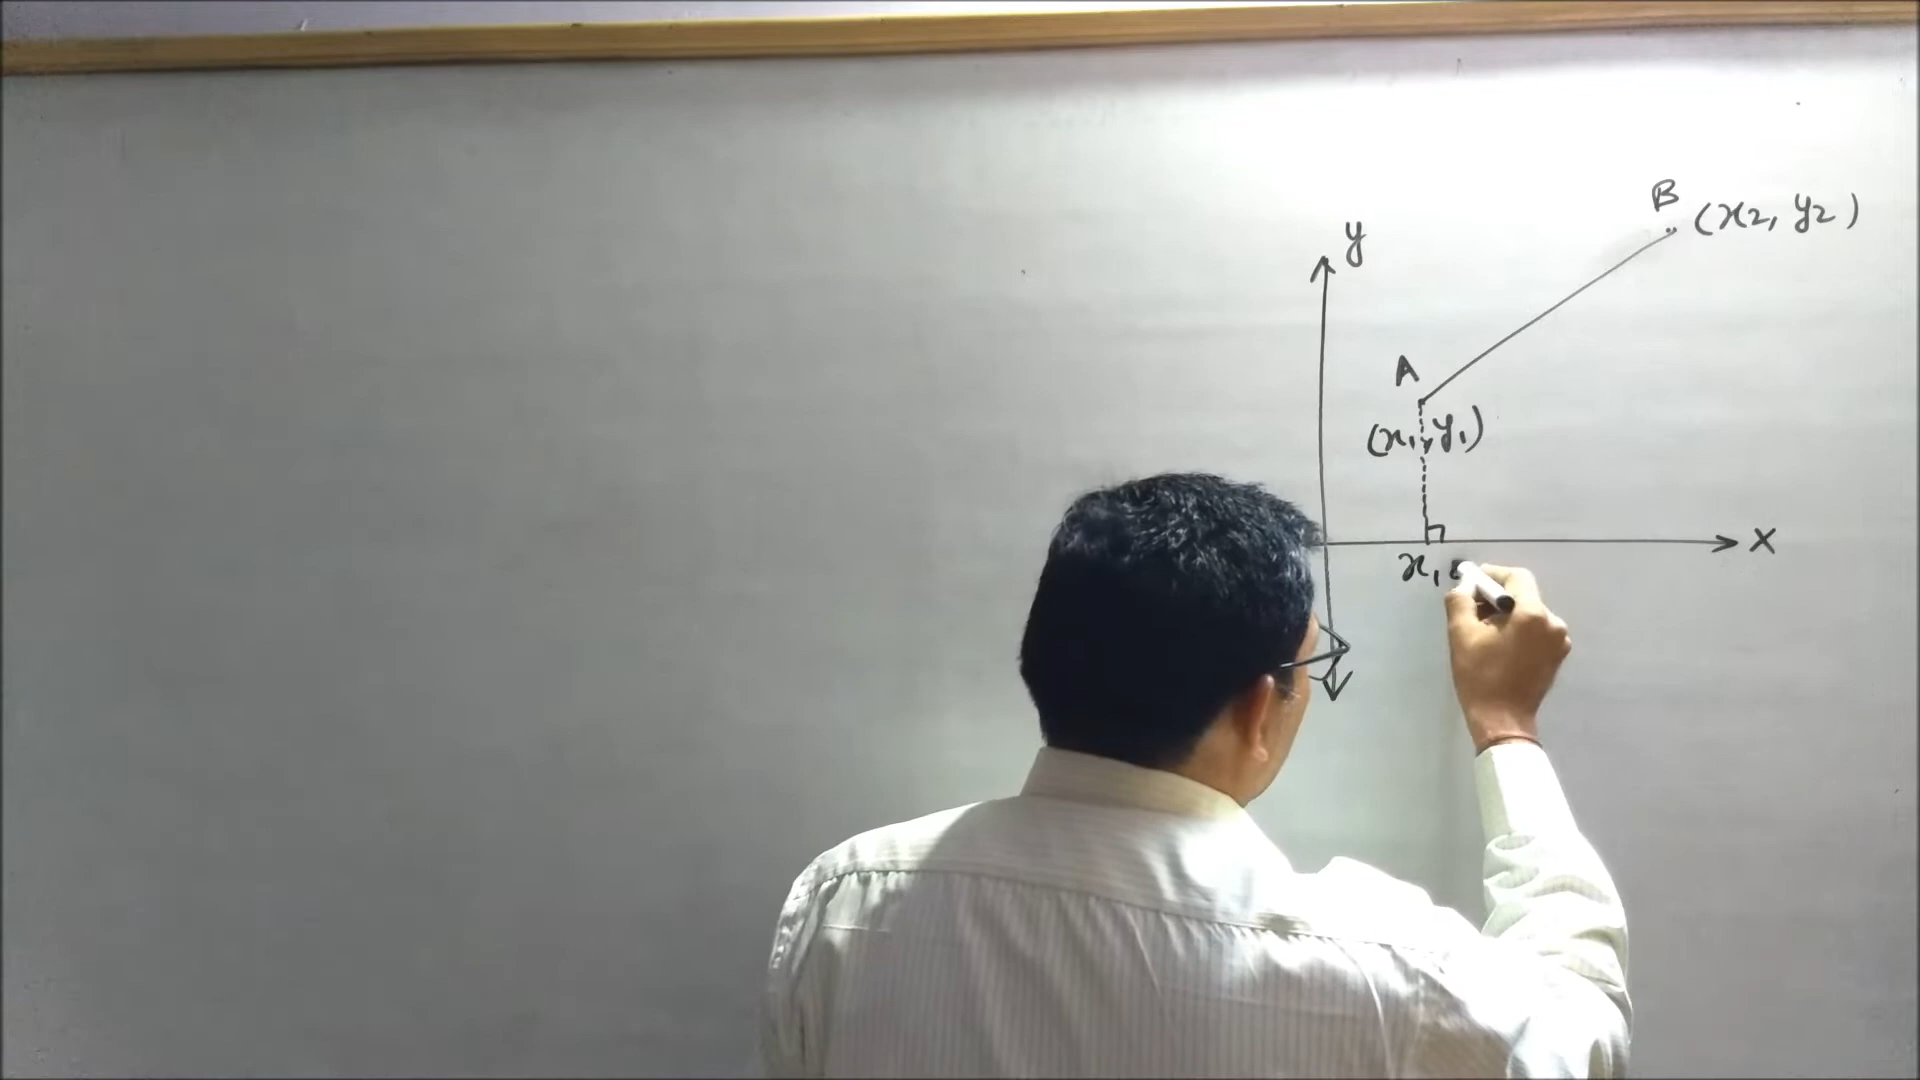 B (x2, y2)
y
A
(x1, y1)
X
x1